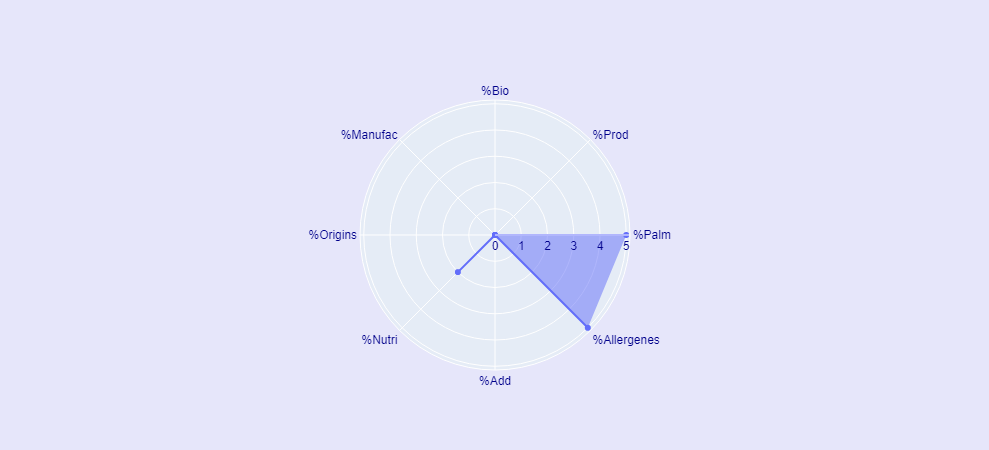 %Bio
%Manufac
%Prod
%Origins
%Palm
0 1 2 3 4 5
%Nutri
%Allergenes
%Add